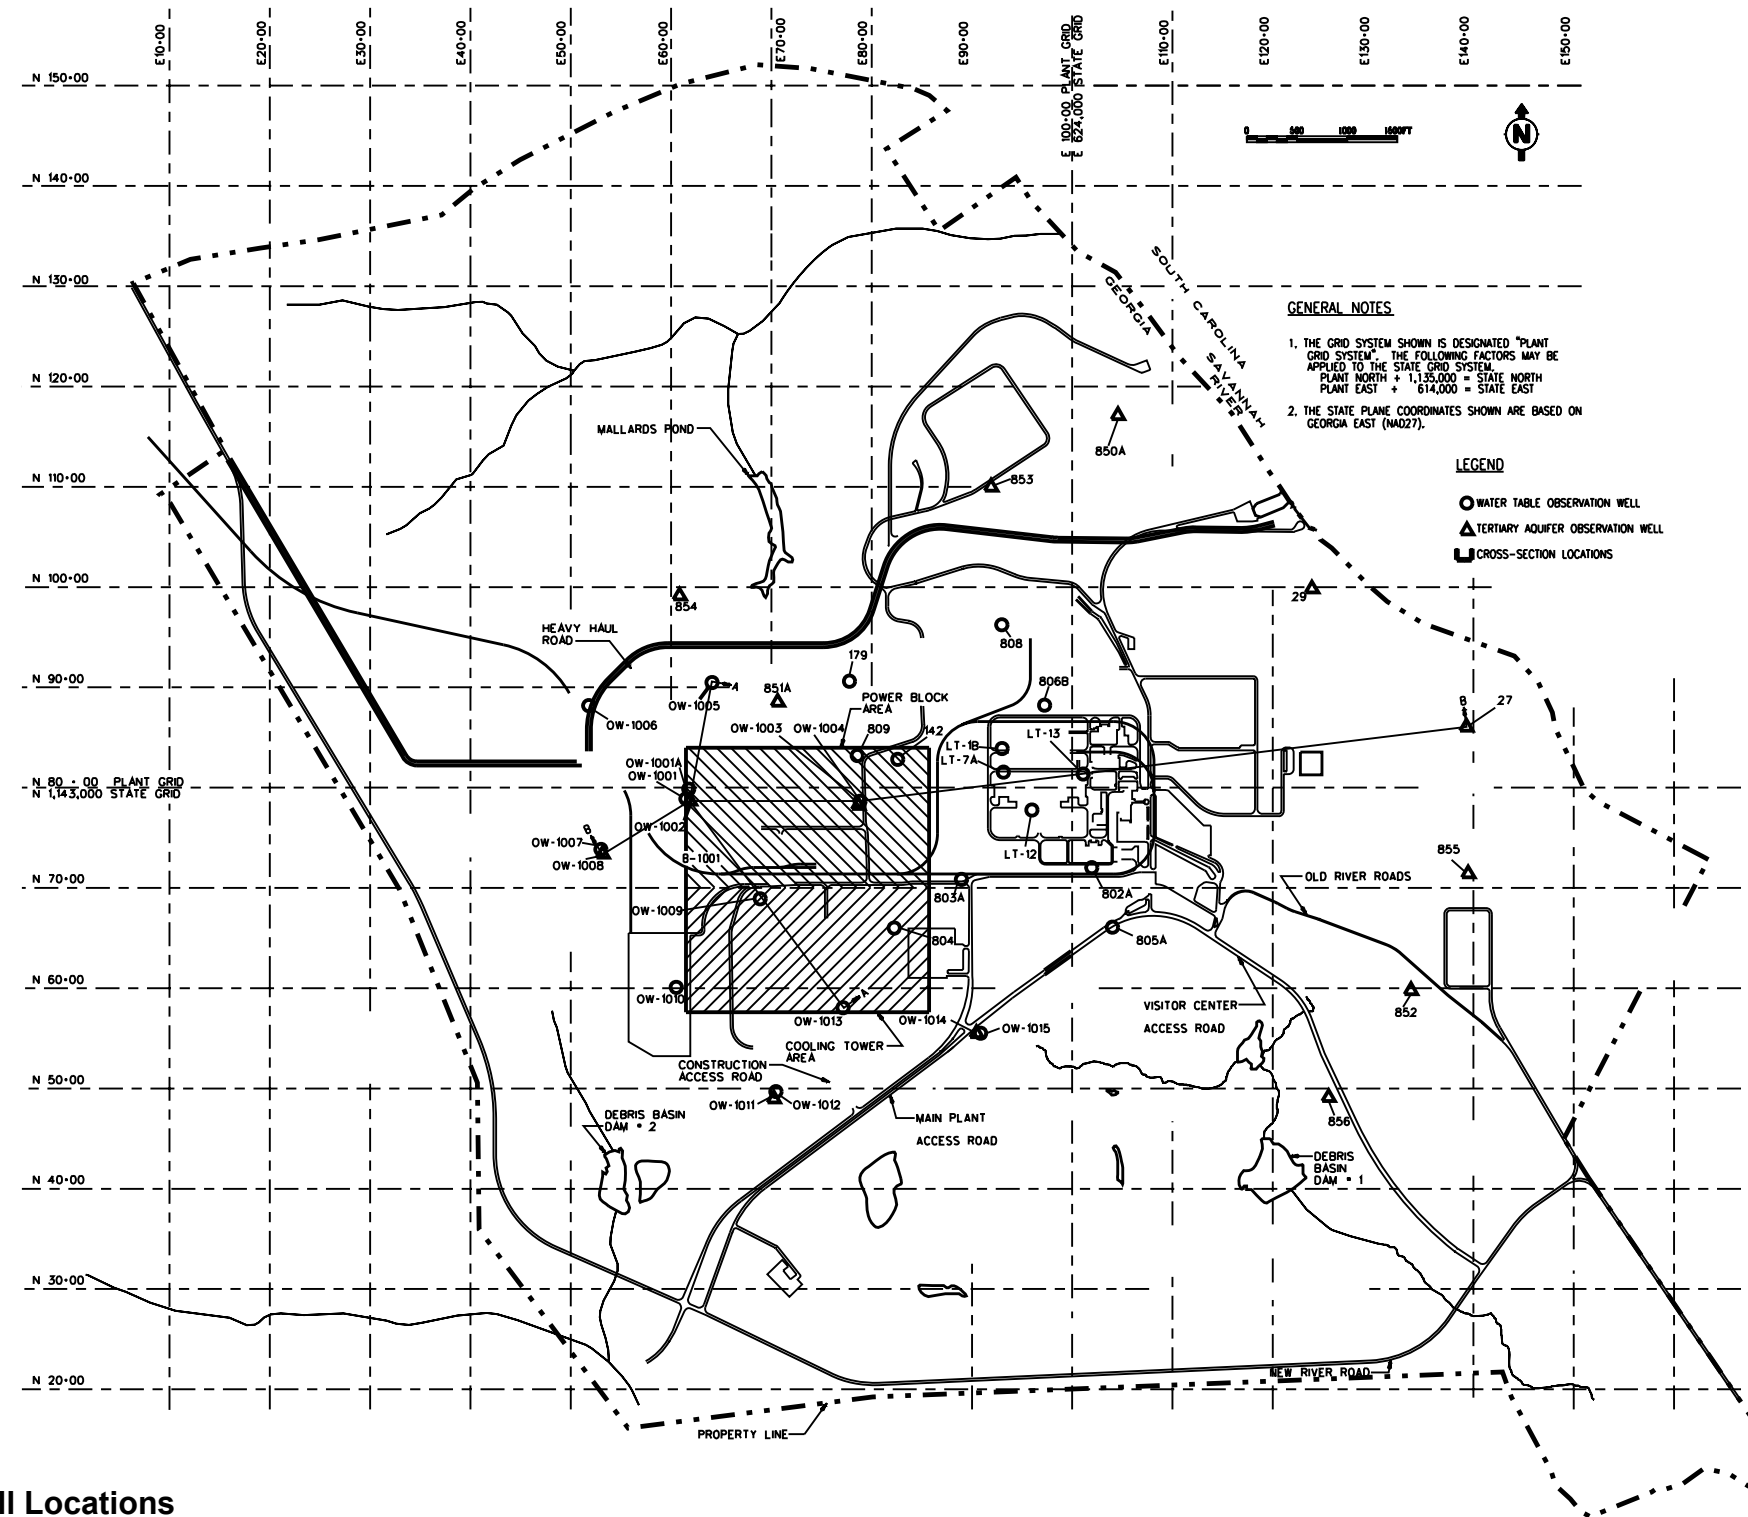 E10+00
E20+00
E30+00
E40+00
E50+00
E60+00
E70+00
E80+00
E90+00
E 100+00 PLANT GRID
E 624,000 STATE GRID
E110+00
E120+00
E130+00
E140+00
E150+00
N 150+00
0 500 1000 1500FT
N
N 140+00
N 130+00
SOUTH CAROLINA
GEORGIA
SAVANNAH
RIVER
GENERAL NOTES
1. THE GRID SYSTEM SHOWN IS DESIGNATED "PLANT
GRID SYSTEM". THE FOLLOWING FACTORS MAY BE
APPLIED TO THE STATE GRID SYSTEM.
PLANT NORTH + 1,135,000 = STATE NORTH
PLANT EAST + 614,000 = STATE EAST
2. THE STATE PLANE COORDINATES SHOWN ARE BASED ON
GEORGIA EAST (NAD27).
N 120+00
MALLARDS POND
850A
LEGEND
WATER TABLE OBSERVATION WELL
TERTIARY AQUIFER OBSERVATION WELL
CROSS-SECTION LOCATIONS
N 110+00
853
N 100+00
854
29
HEAVY HAUL
ROAD
808
179
N 90+00
851A
A
806B
OW-1005
POWER BLOCK
AREA
B
27
OW-1006
OW-1003
OW-1004
809
142
LT-13
LT-1B
LT-7A
OW-1001A
OW-1001
N 80+00 PLANT GRID
N 1,143,000 STATE GRID
OW-1002
B
OW-1007
OW-1008
B-1001
LT-12
855
N 70+00
803A
802A
OLD RIVER ROADS
OW-1009
804
805A
N 60+00
OW-1010
A
OW-1013
OW-1014
OW-1015
VISITOR CENTER
ACCESS ROAD
852
COOLING TOWER
AREA
CONSTRUCTION
ACCESS ROAD
N 50+00
OW-1011
OW-1012
DEBRIS BASIN
DAM # 2
MAIN PLANT
ACCESS ROAD
856
DEBRIS
BASIN
DAM # 1
N 40+00
N 30+00
NEW RIVER ROAD
N 20+00
PROPERTY LINE
ll Locations